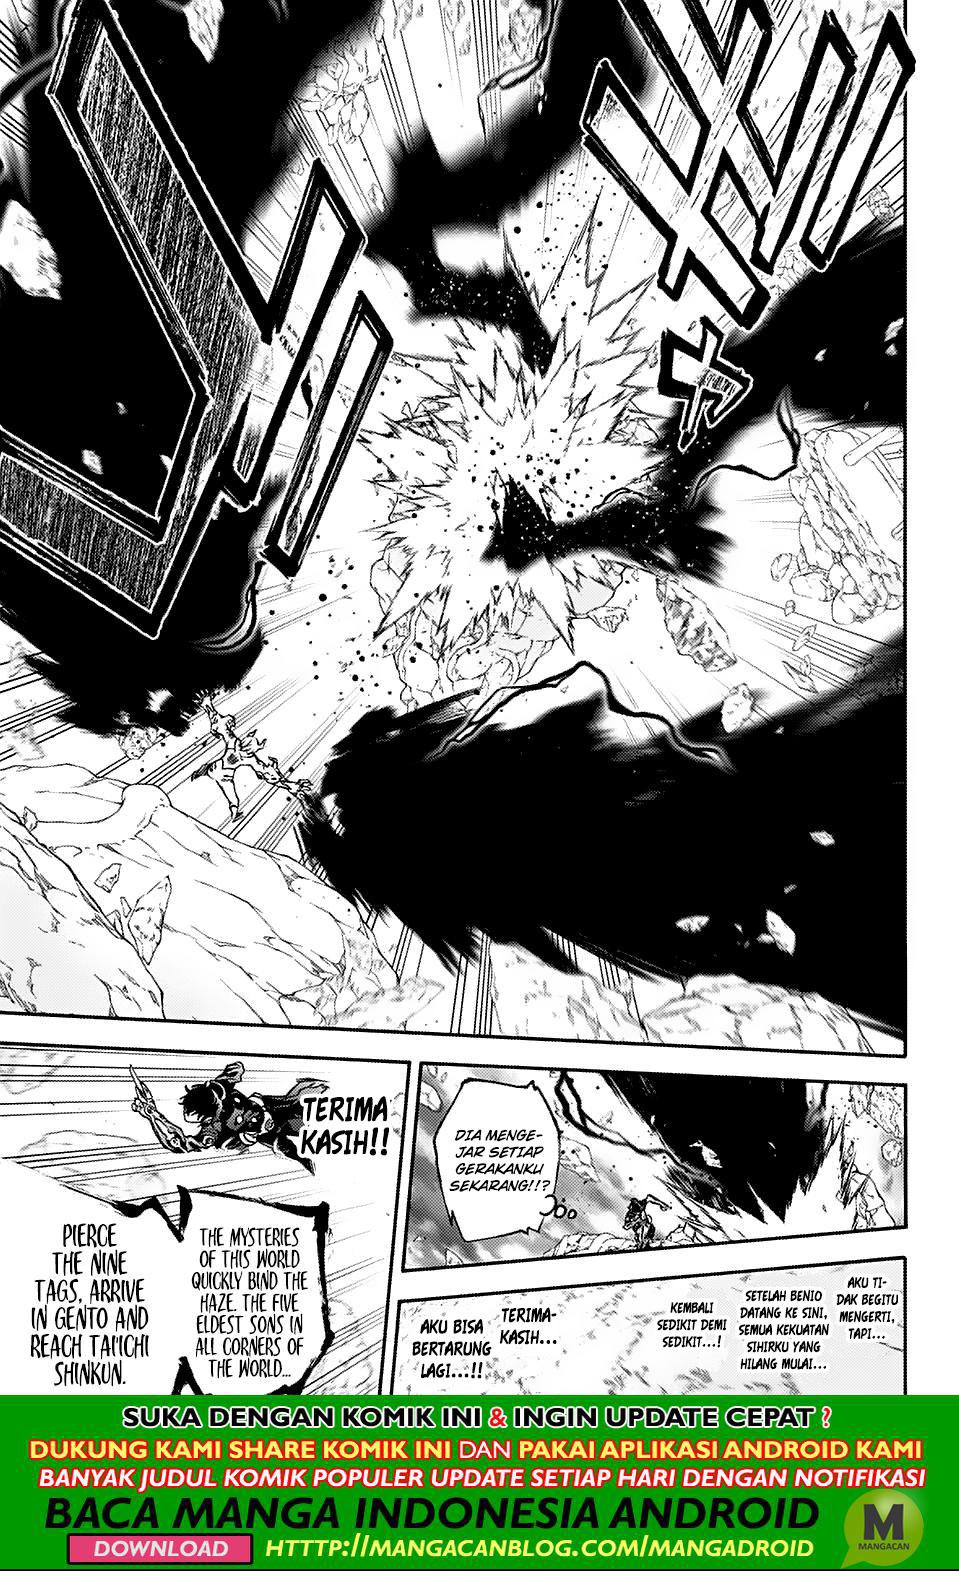 DIA MENGE-
JAR SETIAP
GERAKANKU
SEKARANG!!?
TERIMA
KASIH!!
THE MYSTERIES
OF THIS WORLD
QUICKLY BIND THE
HAZE. THE FIVE
ELDEST SONS IN
ALL CORNERS OF
THE WORLD...
PIERCE
THE NINE
TAGS, ARRIVE
IN GENTO AND
REACH TAI'ICHI
SHINKUN.
AKU TI-
DAK BEGITU
MENGERTI,
TAPI...
SETELAH BENIO
DATANG KE SINI,
SEMUA KEKUATAN
SIHIRKU YANG
HILANG MULAI...
KEMBALI
SEDIKIT DEMI
SEDIKIT...!
TERIMA-
KASIH...
AKU BISA
BERTARUNG
LAGI...!!
SUKA DENGAN KOMIK INI & INGIN UPDATE CEPAT ?
DUKUNG KAMI SHARE KOMIK INI DAN PAKAI APLIKASI ANDROID KAMI
BANYAK JUDUL KOMIK POPULER UPDATE SETIAP HARI DENGAN NOTIFIKASI
BACA MANGA INDONESIA ANDROID
DOWNLOAD
HTTTP://MANGACANBLOG.COM/MANGADROID
M
MANGACAN